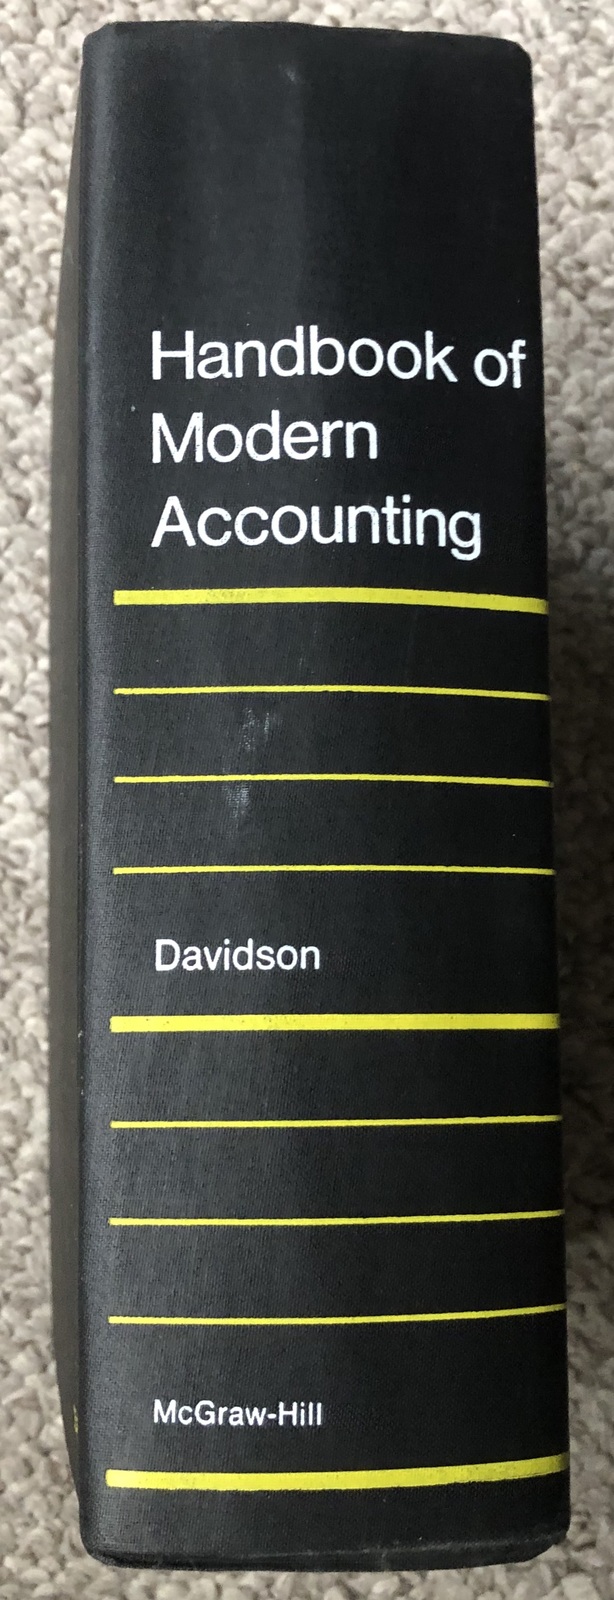 Handbook of
Modern
Accounting
Davidson
McGraw-Hill